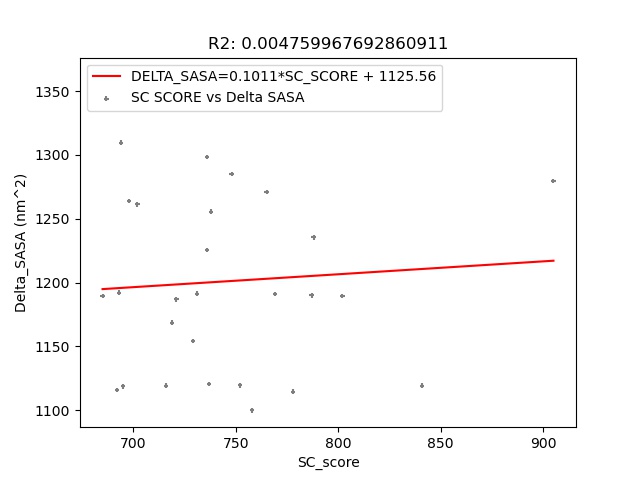 R2: 0.004759967692860911
DELTA_SASA=0.1011*SC_SCORE + 1125.56
SC SCORE vs Delta SASA
Delta_SASA (nm^2)
1350
1300
1250
1200
1150
1100
700 750 800 850 900
SC_score